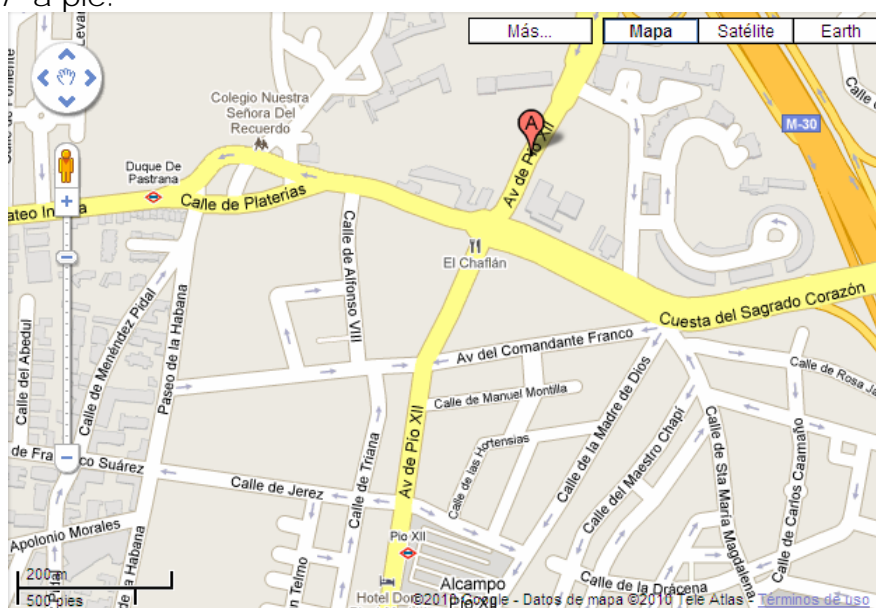 a pie.
Más...
Mapa
Satélite
Earth
Colegio Nuestra
Señora Del
Recuerdo
M-30
Av de Pío XII
Duque De
Pastrana
Calle de Platerías
El Chaflán
Calle de Alfonso VIII
Cuesta del Sagrado Corazón
Calle de Menéndez Pidal
Paseo de la Habana
Calle del Abedul
Av del Comandante Franco
Calle de Manuel Montilla
Calle de las Hortensias
Calle de la Madre de Dios
Calle del Maestro Chapí
Calle de Sta María Magdalena
Calle de Carlos Caamaño
Calle de Rosa Ja
Av de Pío XII
Calle de Triana
Calle de Jerez
Apolonio Morales
la Habana
Pio XII
Alcampo
Pío XII
Hotel
Calle de la Drácena
200 m
500 pies
©2010 Google - Datos de mapa ©2010 Tele Atlas - Términos de uso